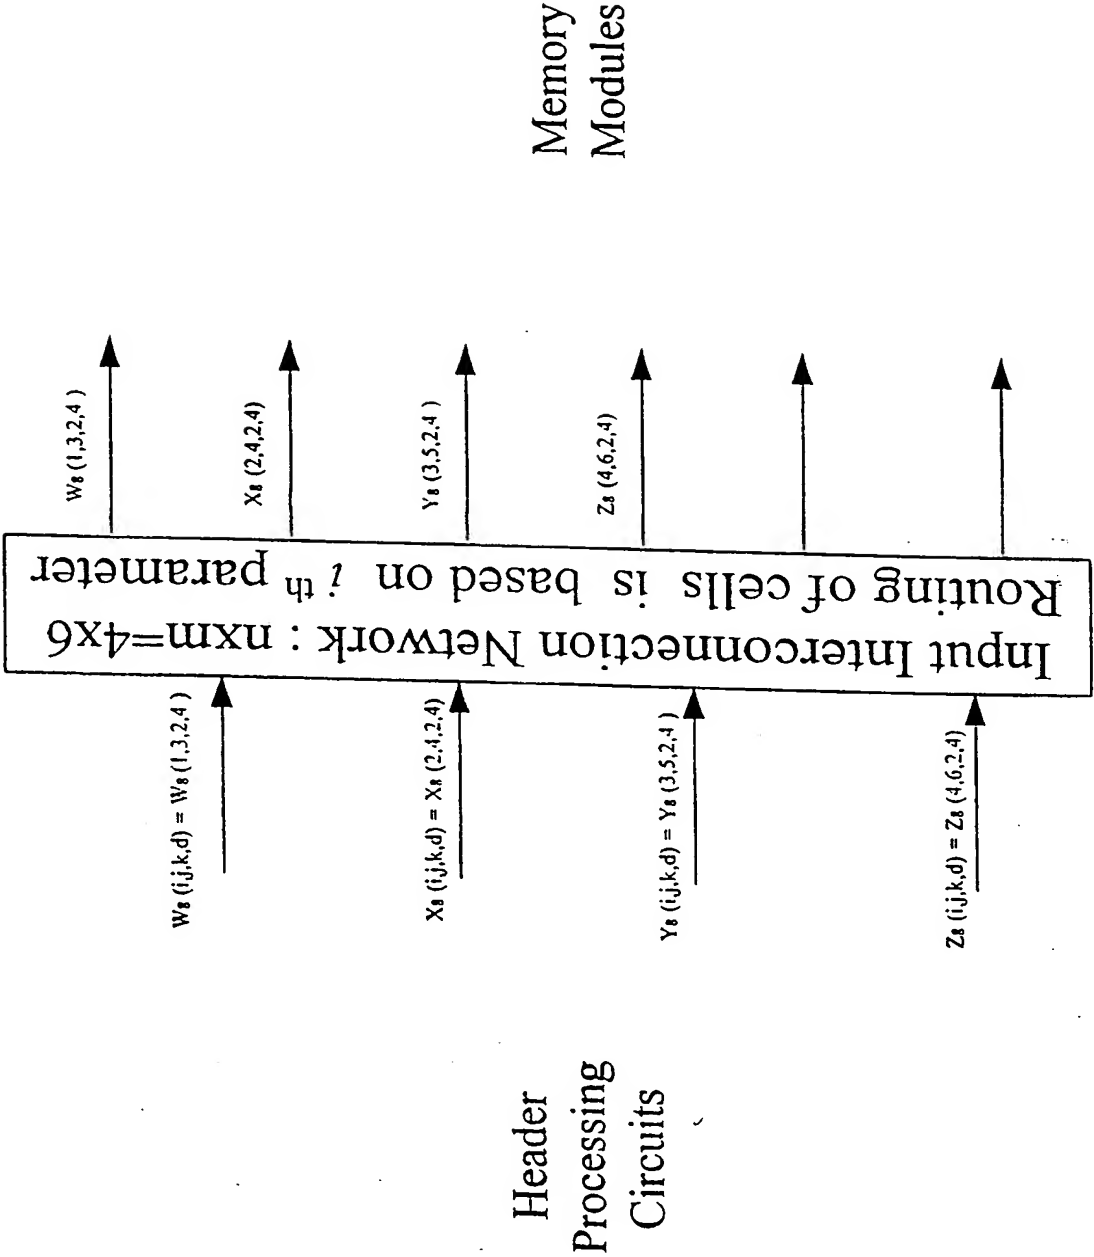 Header
Processing
Circuits
W8 (i,j,k,d) = W8 (1,3,2,4 )
X8 (i,j,k,d) = X8 (2,4,2,4)
Y8 (i,j,k,d) = Y8 (3,5,2,4 )
Z8 (i,j,k,d) = Z8 (4,6,2,4)
Input Interconnection Network : nxm=4x6
Routing of cells is based on i th parameter
W8 (1,3,2,4 )
X8 (2,4,2,4)
Y8 (3,5,2,4 )
Z8 (4,6,2,4)
Memory
Modules